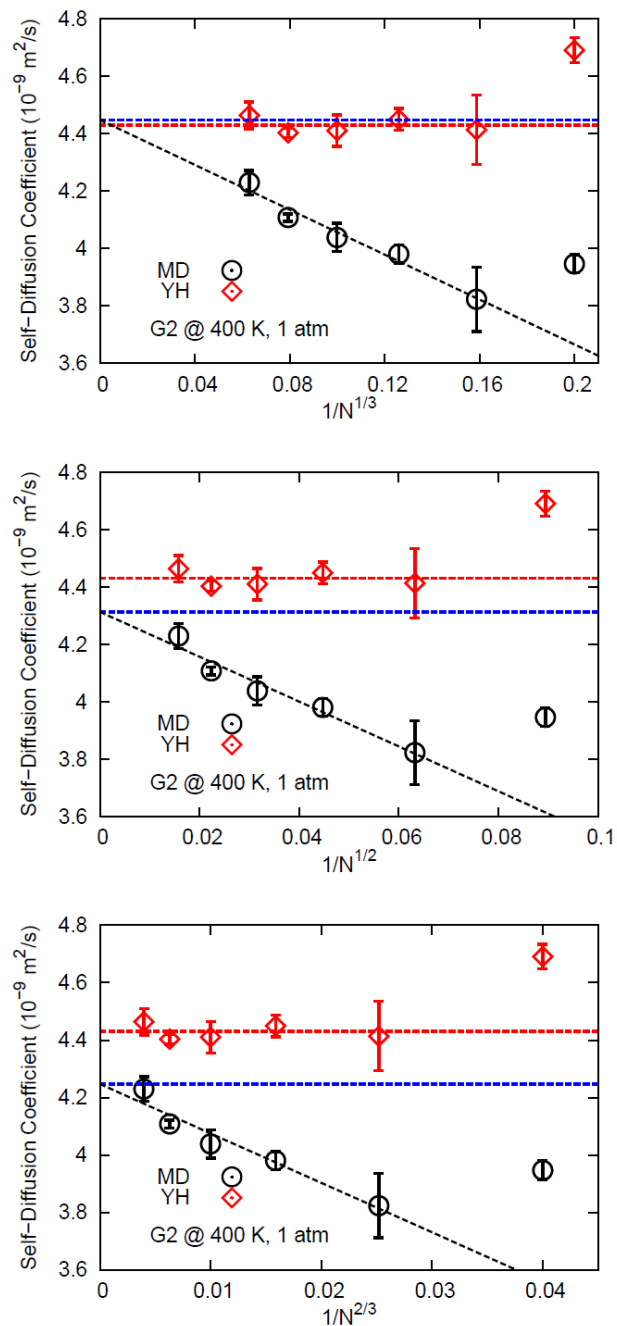 4.8
4.6
4.4
4.2
4
3.8
3.6
Self−Diffusion Coefficient (10⁻⁹ m²/s)
MD
YH
G2 @ 400 K, 1 atm
0 0.04 0.08 0.12 0.16 0.2
1/N^{1/3}
4.8
4.6
4.4
4.2
4
3.8
3.6
Self−Diffusion Coefficient (10⁻⁹ m²/s)
MD
YH
G2 @ 400 K, 1 atm
0 0.02 0.04 0.06 0.08 0.1
1/N^{1/2}
4.8
4.6
4.4
4.2
4
3.8
3.6
Self−Diffusion Coefficient (10⁻⁹ m²/s)
MD
YH
G2 @ 400 K, 1 atm
0 0.01 0.02 0.03 0.04
1/N^{2/3}